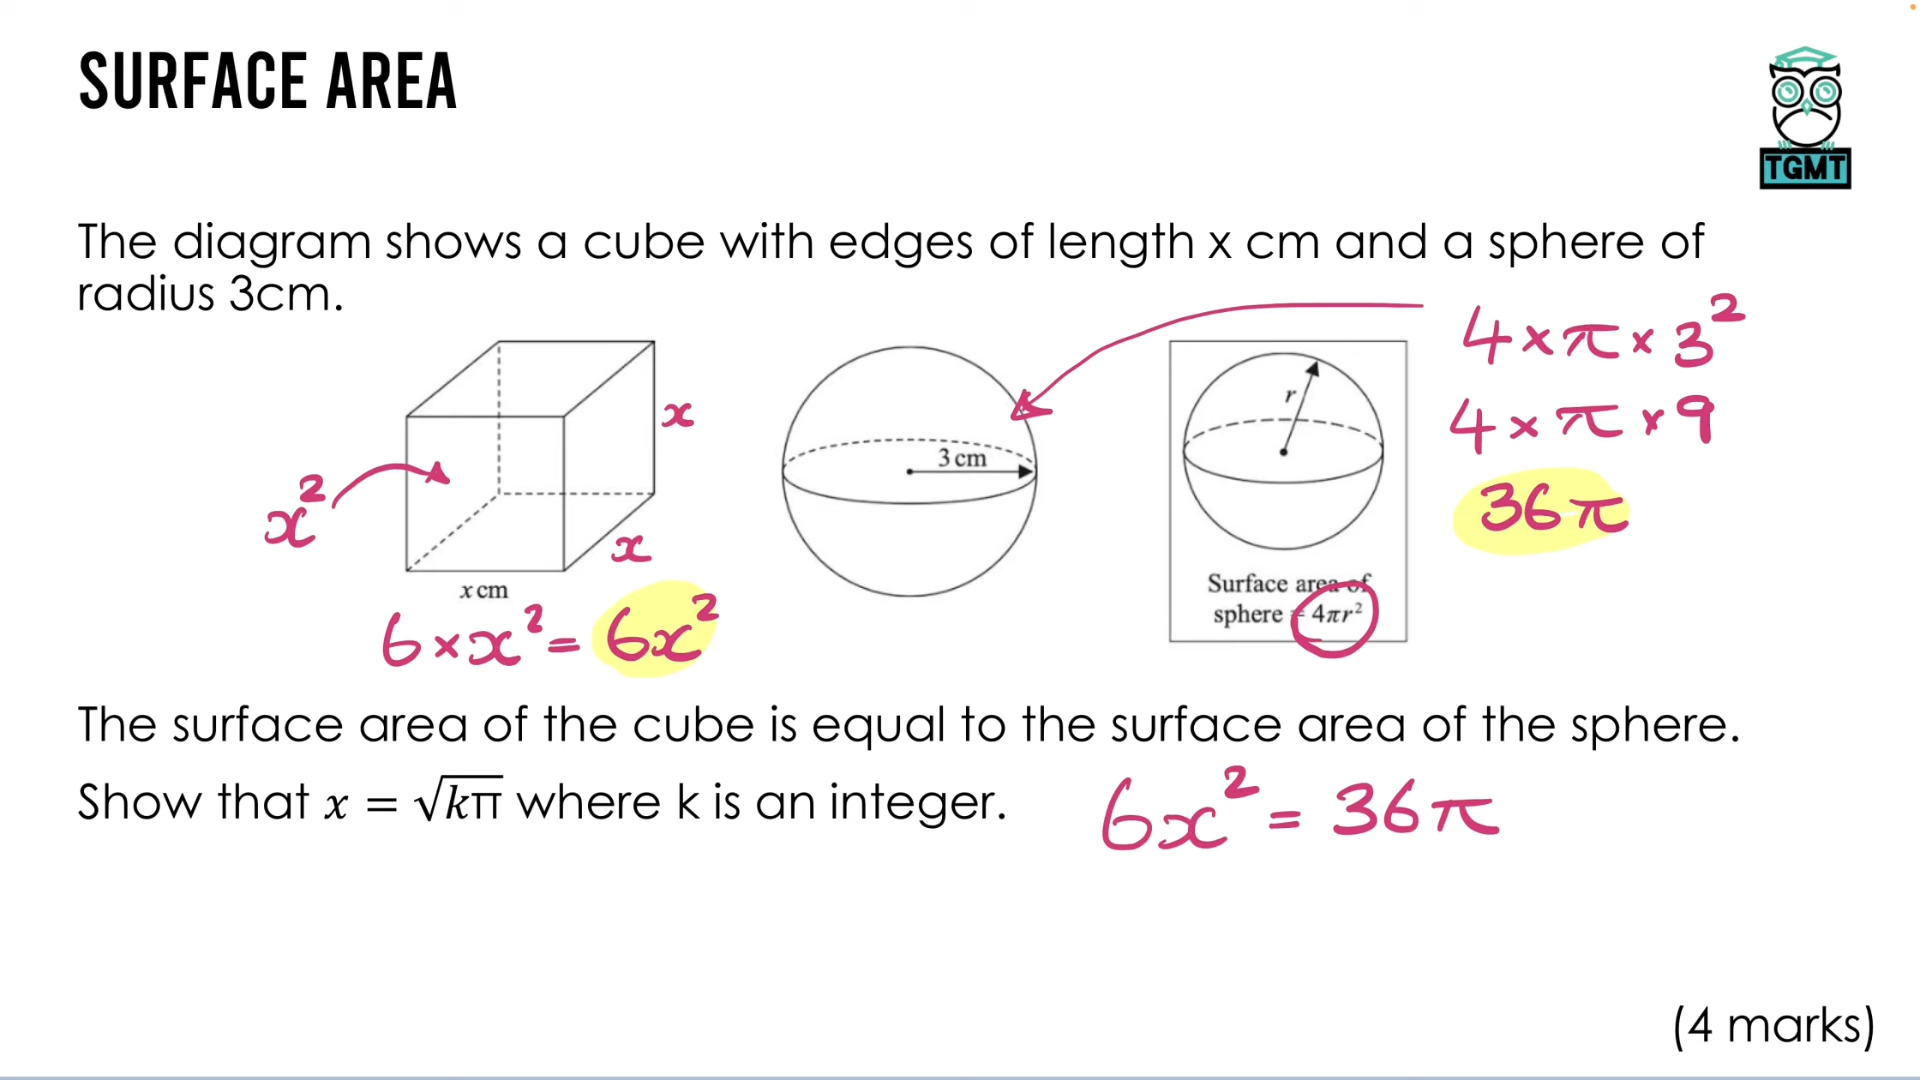 SURFACE AREA
TGMT
The diagram shows a cube with edges of length x cm and a sphere of
radius 3cm.
4 × π × 3²
4 × π × 9
36π
x
x²
x
x cm
6 × x² = 6x²
3 cm
r
Surface area of
sphere = 4πr²
The surface area of the cube is equal to the surface area of the sphere.
Show that x = √kπ where k is an integer.
6x² = 36π
(4 marks)